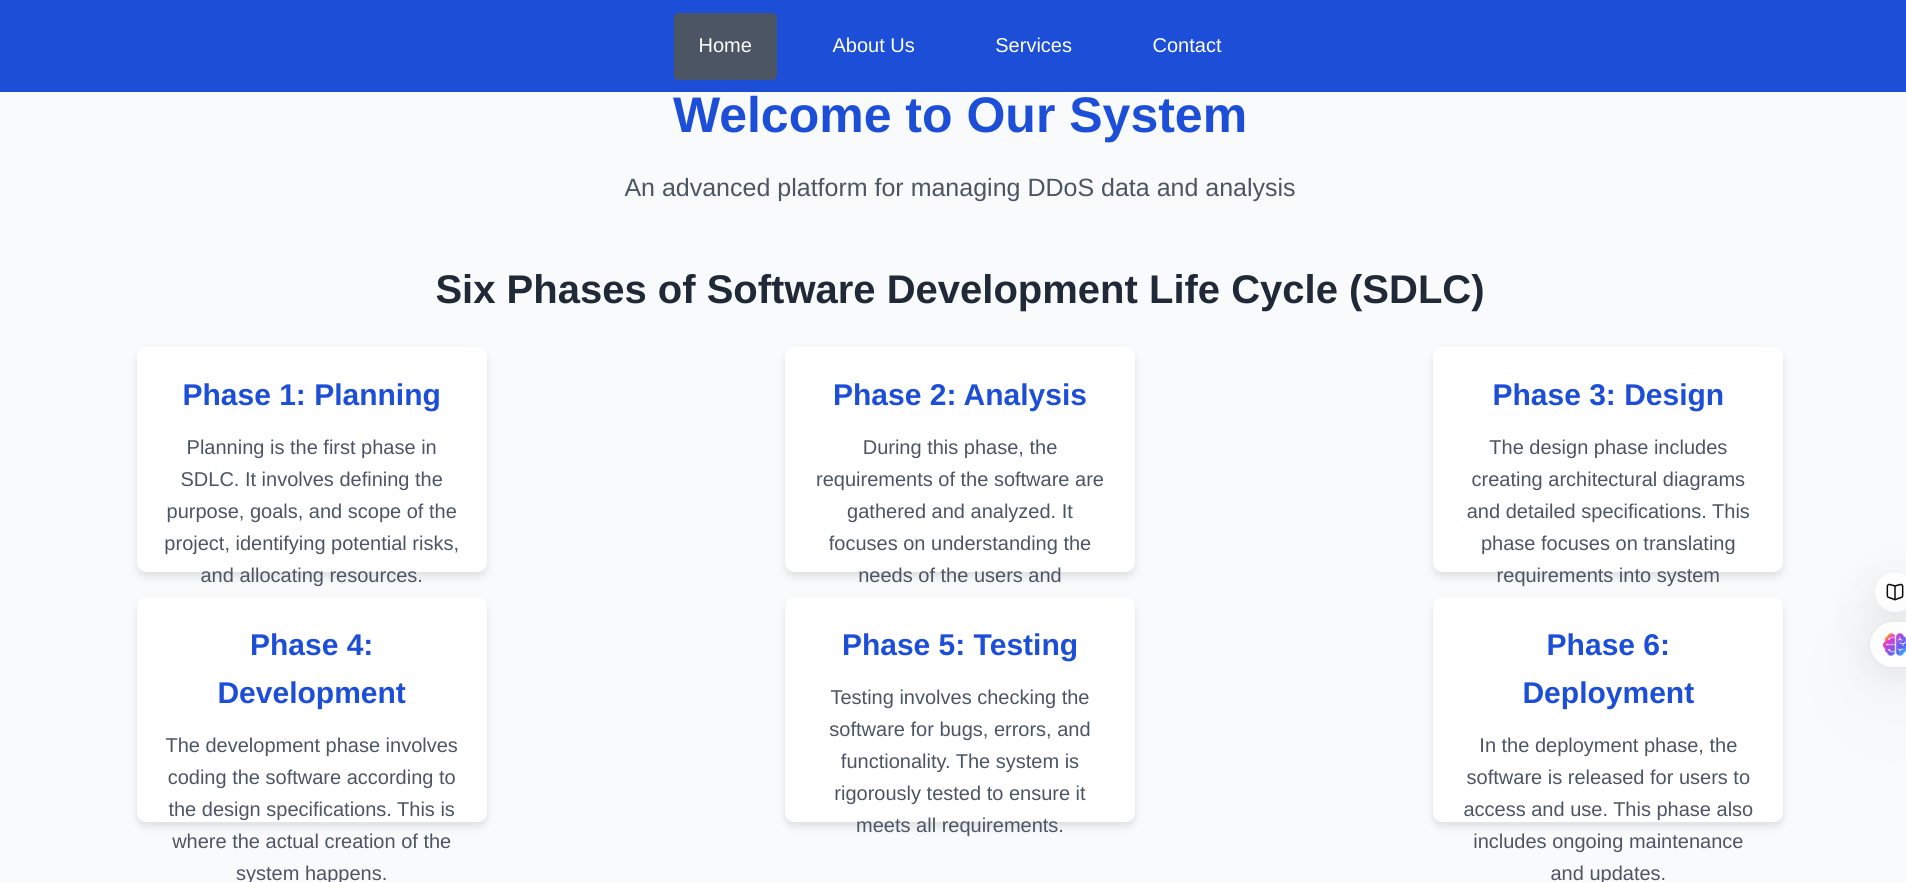 Home
About Us
Services
Contact
Welcome to Our System
An advanced platform for managing DDoS data and analysis
Six Phases of Software Development Life Cycle (SDLC)
Phase 1: Planning
Planning is the first phase in
SDLC. It involves defining the
purpose, goals, and scope of the
project, identifying potential risks,
and allocating resources.
Phase 2: Analysis
During this phase, the
requirements of the software are
gathered and analyzed. It
focuses on understanding the
needs of the users and
Phase 3: Design
The design phase includes
creating architectural diagrams
and detailed specifications. This
phase focuses on translating
requirements into system
Phase 4:
Development
The development phase involves
coding the software according to
the design specifications. This is
where the actual creation of the
system happens.
Phase 5: Testing
Testing involves checking the
software for bugs, errors, and
functionality. The system is
rigorously tested to ensure it
meets all requirements.
Phase 6:
Deployment
In the deployment phase, the
software is released for users to
access and use. This phase also
includes ongoing maintenance
and updates.